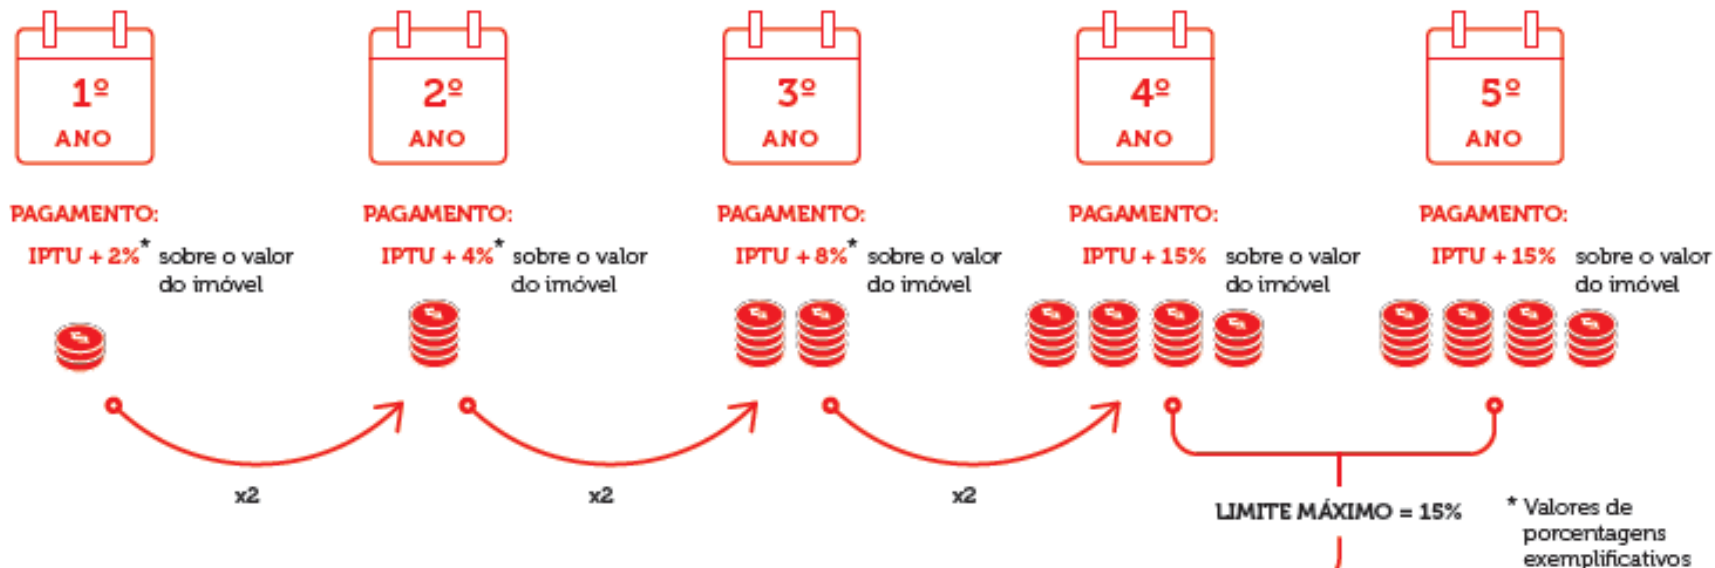 1º
ANO
2º
ANO
3º
ANO
4º
ANO
5º
ANO
PAGAMENTO:
IPTU + 2%* sobre o valor
do imóvel
PAGAMENTO:
IPTU + 4%* sobre o valor
do imóvel
PAGAMENTO:
IPTU + 8%* sobre o valor
do imóvel
PAGAMENTO:
IPTU + 15% sobre o valor
do imóvel
PAGAMENTO:
IPTU + 15% sobre o valor
do imóvel
x2
x2
x2
LIMITE MÁXIMO = 15%
* Valores de
porcentagens
exemplificativos